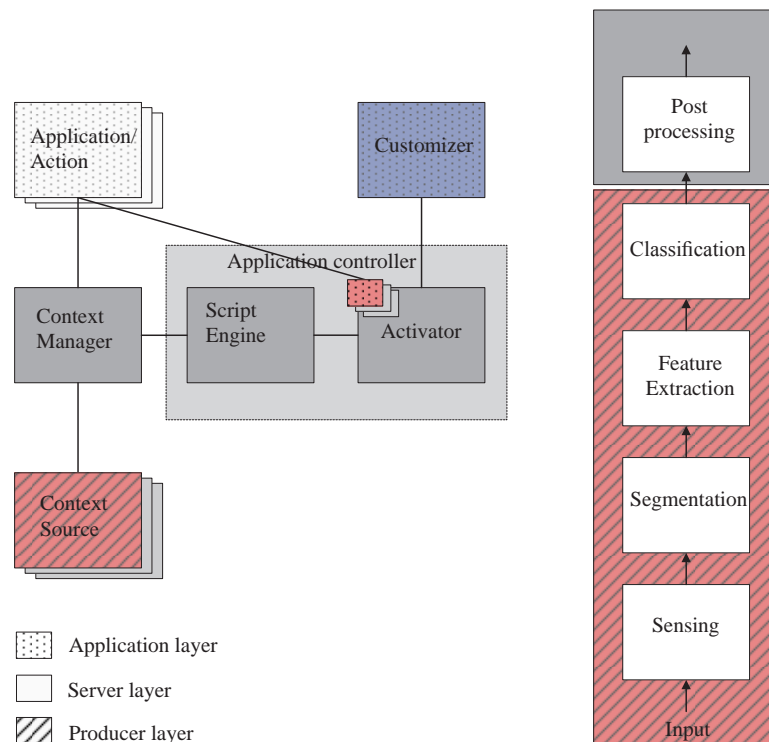 Application/
Action
Customizer
Application controller
Context
Manager
Script
Engine
Activator
Context
Source
Application layer
Server layer
Producer layer
Post
processing
Classification
Feature
Extraction
Segmentation
Sensing
Input